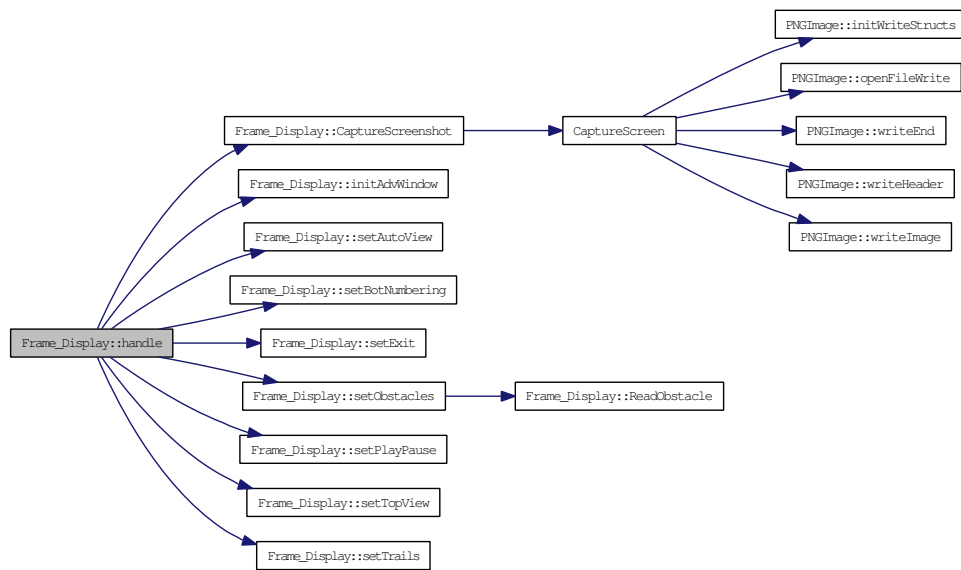 PNGImage::initWriteStructs
PNGImage::openFileWrite
Frame_Display::CaptureScreenshot
CaptureScreen
PNGImage::writeEnd
Frame_Display::initAdvWindow
PNGImage::writeHeader
Frame_Display::setAutoView
PNGImage::writeImage
Frame_Display::setBotNumbering
Frame_Display::handle
Frame_Display::setExit
Frame_Display::setObstacles
Frame_Display::ReadObstacle
Frame_Display::setPlayPause
Frame_Display::setTopView
Frame_Display::setTrails